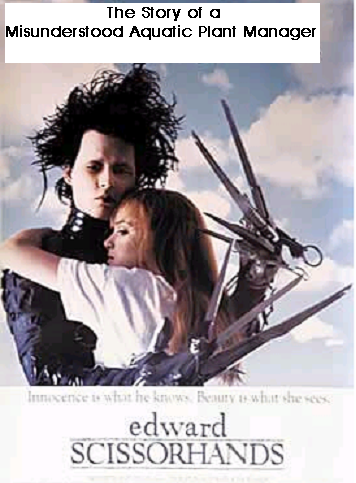 The Story of a
Misunderstood Aquatic Plant Manager
Innocence is what he knows. Beauty is what she sees.
edward
SCISSORHANDS